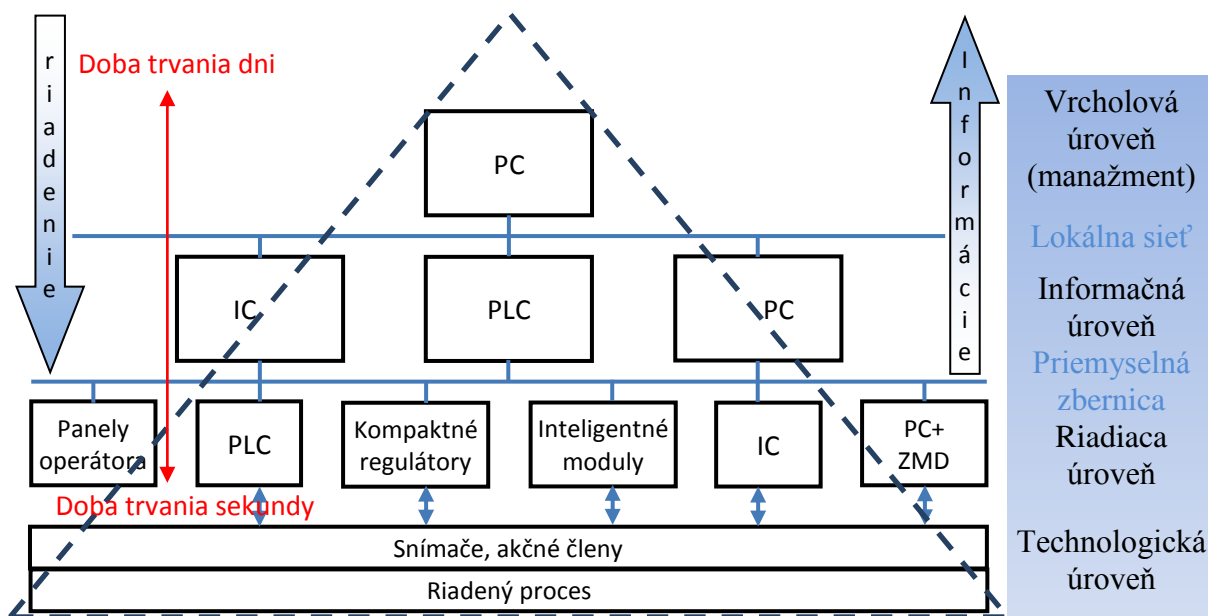 riadenie
Doba trvania dni
Informácie
PC
IC
PLC
PC
Panely
operátora
PLC
Kompaktné
regulátory
Inteligentné
moduly
IC
PC+
ZMD
Doba trvania sekundy
Snímače, akčné členy
Riadený proces
Vrcholová
úroveň
(manažment)
Lokálna sieť
Informačná
úroveň
Priemyselná
zbernica
Riadiaca
úroveň
Technologická
úroveň